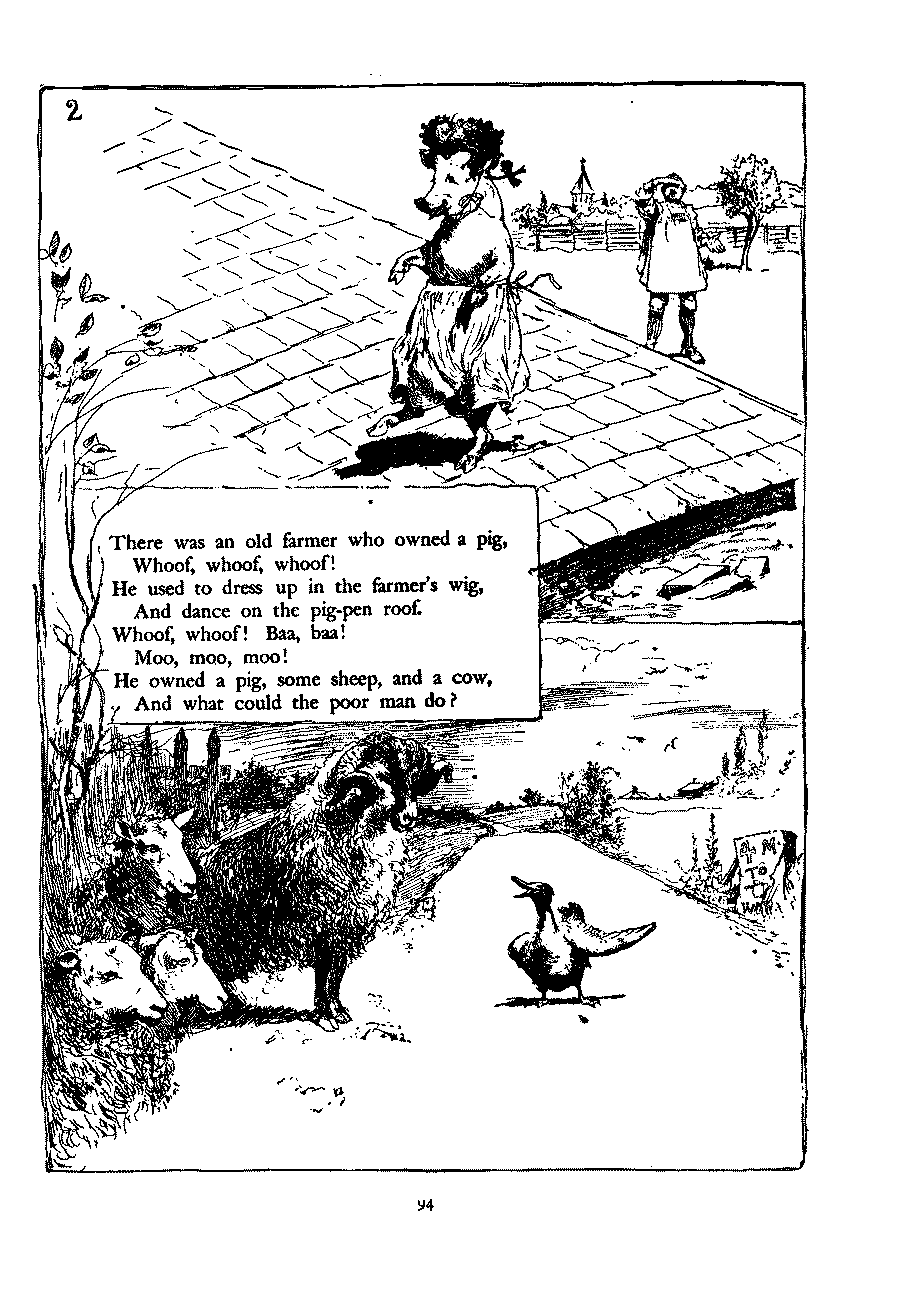 2
There was an old farmer who owned a pig,
Whoof, whoof, whoof!
He used to dress up in the farmer's wig,
And dance on the pig-pen roof.
Whoof, whoof! Baa, baa!
Moo, moo, moo!
He owned a pig, some sheep, and a cow,
And what could the poor man do?
M
TO
94